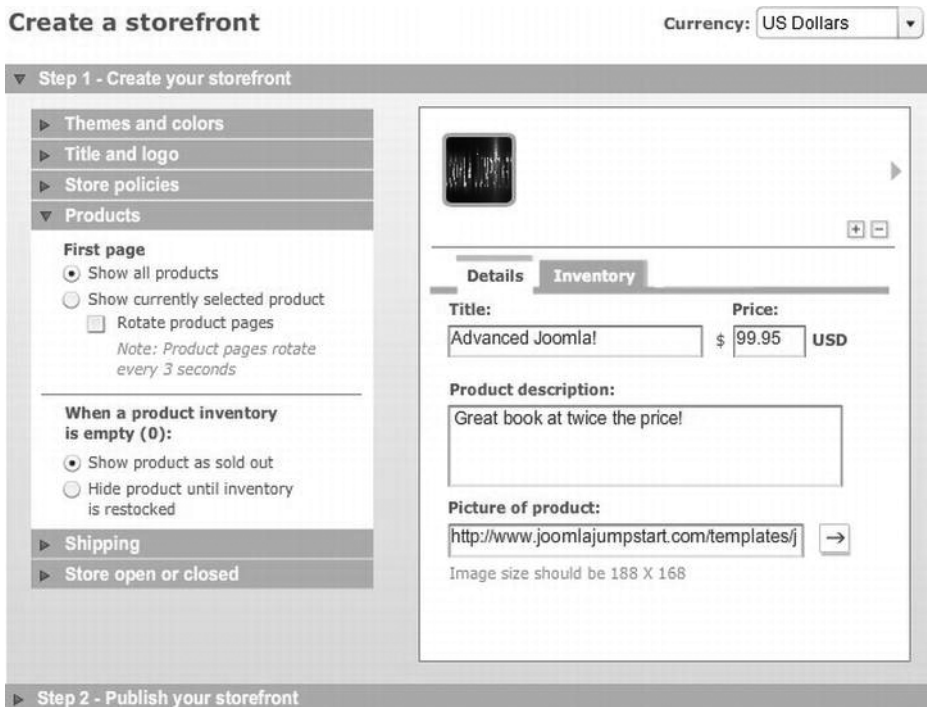 Create a storefront
Currency: US Dollars
Step 1 - Create your storefront
Themes and colors
Title and logo
Store policies
Products
First page
Show all products
Show currently selected product
Rotate product pages
Note: Product pages rotate
every 3 seconds
When a product inventory
is empty (0):
Show product as sold out
Hide product until inventory
is restocked
Shipping
Store open or closed
Details Inventory
Title: Price:
Advanced Joomla! $ 99.95 USD
Product description:
Great book at twice the price!
Picture of product:
http://www.joomlajumpstart.com/templates/j
Image size should be 188 X 168
Step 2 - Publish your storefront